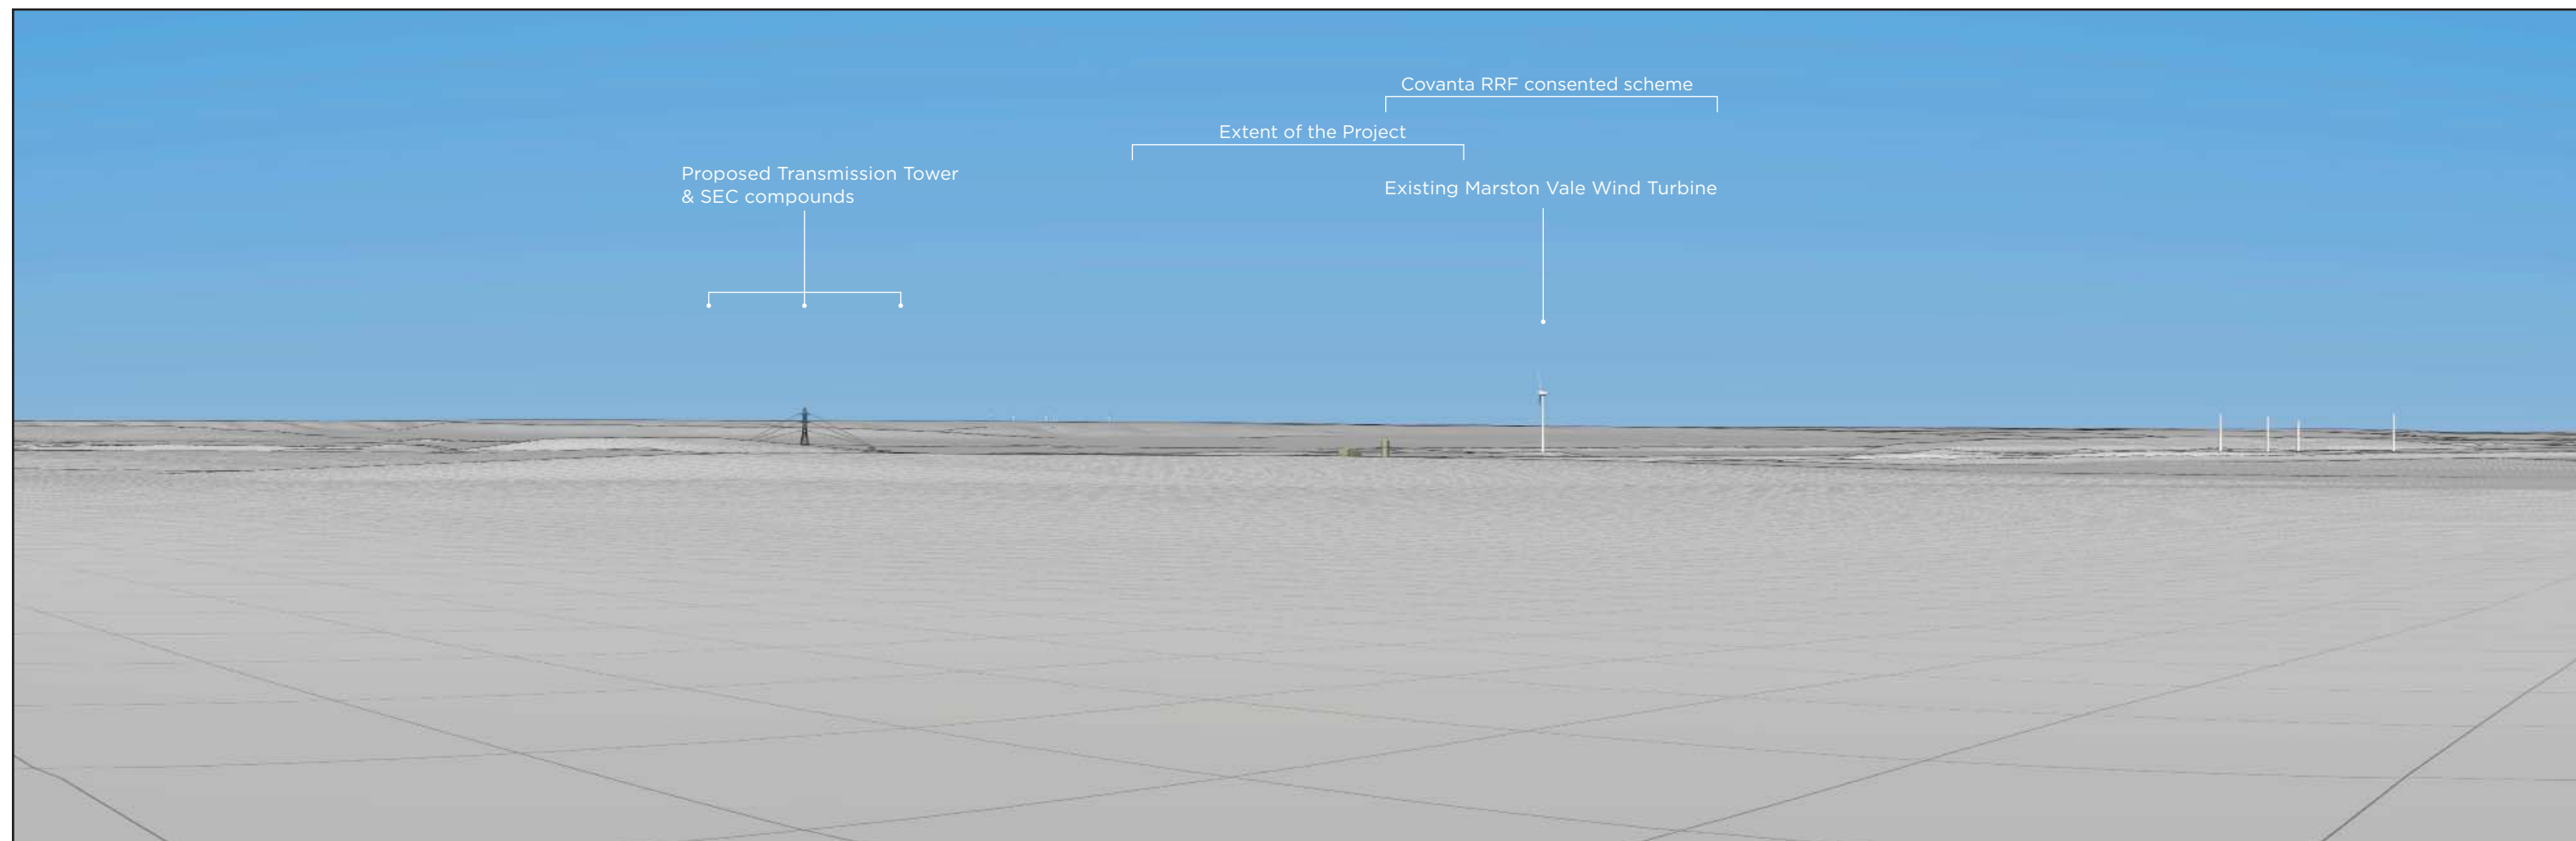 Covanta RRF consented scheme
Extent of the Project
Proposed Transmission Tower
& SEC compounds
Existing Marston Vale Wind Turbine